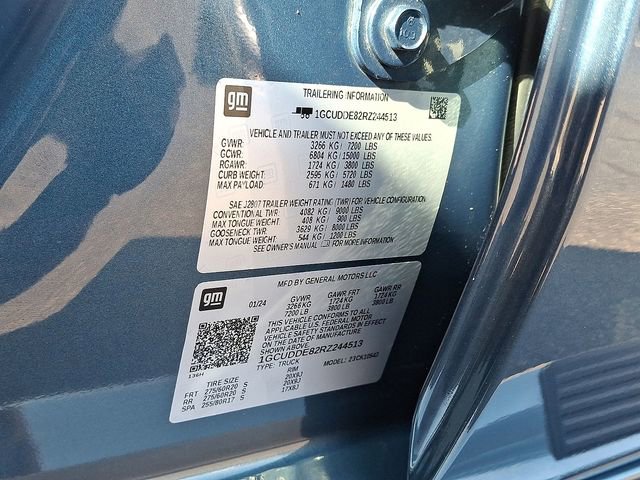 gm
TRAILERING INFORMATION
1GCUDDE82RZ244513
VEHICLE AND TRAILER MUST NOT EXCEED ANY OF THESE VALUES.
GVWR: 3266 KG/ 7200 LBS
GCWR: 6804 KG/ 15000 LBS
RGAWR: 1724 KG/ 3800 LBS
CURB WEIGHT: 2595 KG/ 5720 LBS
MAX PAYLOAD: 671 KG/ 1480 LBS
SAE J2807 TRAILER WEIGHT RATING (TWR) FOR VEHICLE CONFIGURATION
CONVENTIONAL TWR: 4082 KG/ 9000 LBS
MAX TONGUE WEIGHT: 408 KG/ 900 LBS
GOOSENECK TWR: 3629 KG/ 8000 LBS
MAX TONGUE WEIGHT: 544 KG/ 1200 LBS
SEE OWNER'S MANUAL FOR MORE INFORMATION
gm
MFD BY GENERAL MOTORS LLC
01/24 GVWR GAWR FRT GAWR RR
3266 KG 1724 KG 1724 KG
7200 LB 3800 LB 3800 LB
THIS VEHICLE CONFORMS TO ALL
APPLICABLE U.S. FEDERAL MOTOR
VEHICLE SAFETY STANDARDS IN EFFECT
SHOWN ABOVE.
1GCUDDE82RZ244513
TYPE: TRUCK MODEL:
TIRE SIZE RIM
FRT 275/60R20 S 20X9J
RR 275/60R20 S 20X9J
SPA 255/80R17 S 17X8J